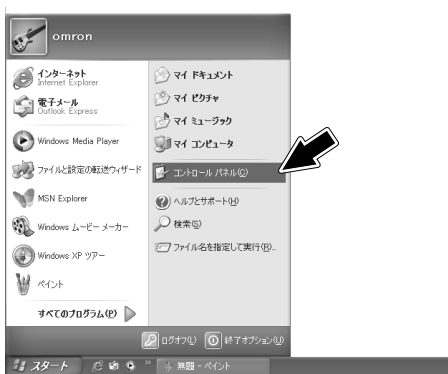 omron
インターネット
Internet Explorer
電子メール
Outlook Express
Windows Media Player
ファイルと設定の転送ウィザード
MSN Explorer
Windows ムービー メーカー
Windows XP ツアー
ペイント
すべてのプログラム(P)
マイ ドキュメント
マイ ピクチャ
マイ ミュージック
マイ コンピュータ
コントロール パネル(C)
ヘルプとサポート(H)
検索(S)
ファイル名を指定して実行(R)...
ログオフ(L)
終了オプション(U)
スタート
無題 - ペイント